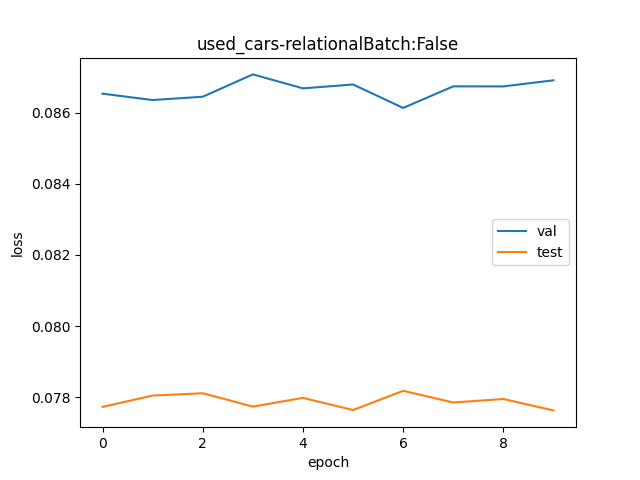 used_cars-relationalBatch:False
loss
0.086
0.084
0.082
0.080
0.078
val
test
0 2 4 6 8
epoch